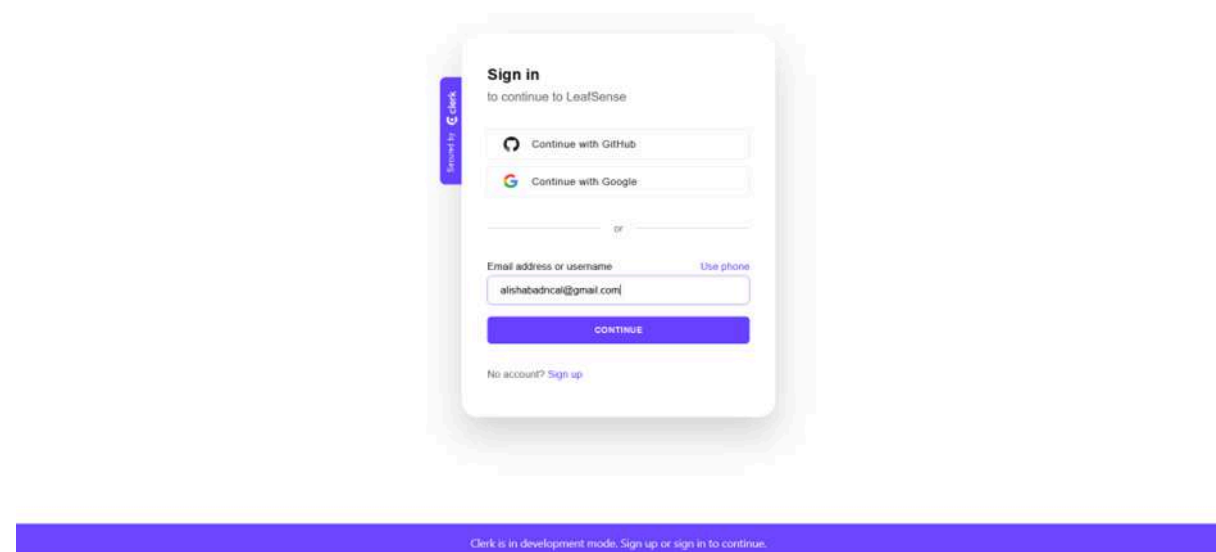 Sign in
to continue to LeafSense
Secured by clerk
Continue with GitHub
Continue with Google
or
Email address or username Use phone
alishabadncal@gmail.com
CONTINUE
No account? Sign up
Clerk is in development mode. Sign up or sign in to continue.